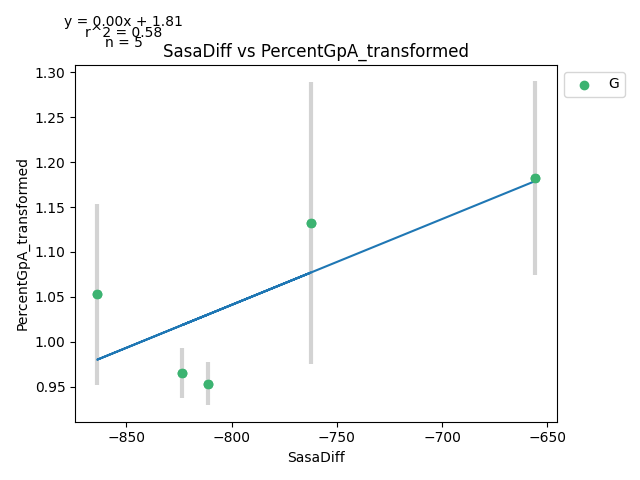 y = 0.00x + 1.81
r^2 = 0.58
n = 5
SasaDiff vs PercentGpA_transformed
G
PercentGpA_transformed
1.30
1.25
1.20
1.15
1.10
1.05
1.00
0.95
−850
−800
−750
−700
−650
SasaDiff